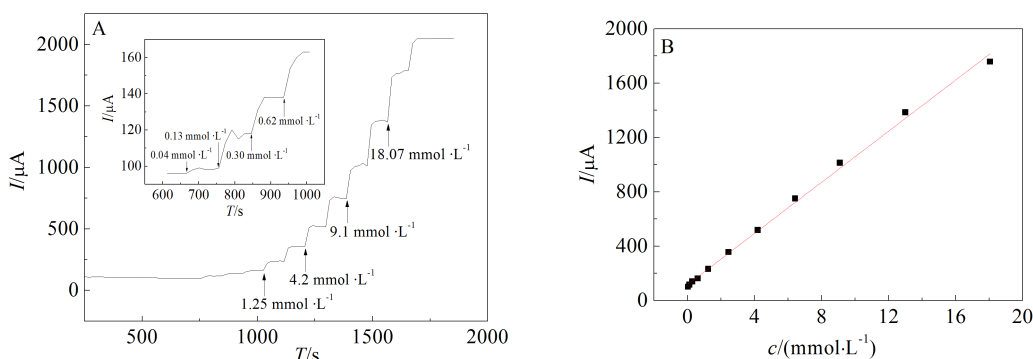 A
2000
1500
1000
500
0
I/μA
500
1000
1500
2000
T/s
160
140
120
100
I/μA
600
700
800
900
1000
T/s
0.04 mmol ·L-1
0.13 mmol ·L-1
0.30 mmol ·L-1
0.62 mmol ·L-1
1.25 mmol ·L-1
4.2 mmol ·L-1
9.1 mmol ·L-1
18.07 mmol ·L-1
B
2000
1600
1200
800
400
0
I/μA
0
4
8
12
16
20
c/(mmol·L-1)